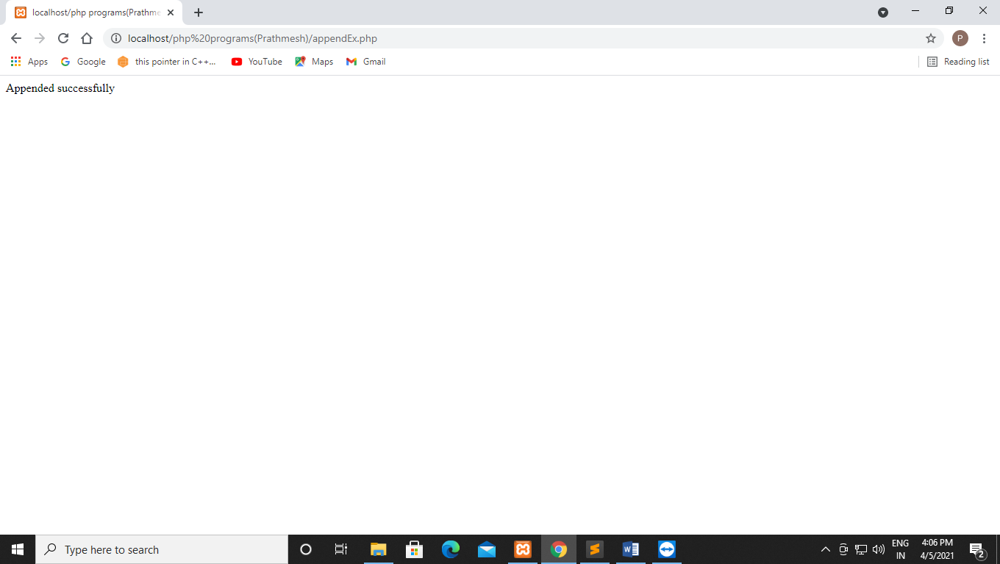 localhost/php programs(Prathme
localhost/php%20programs(Prathmesh)/appendEx.php
P
Apps Google this pointer in C++... YouTube Maps Gmail Reading list
Appended successfully
Type here to search
ENG 4:06 PM
IN 4/5/2021 2